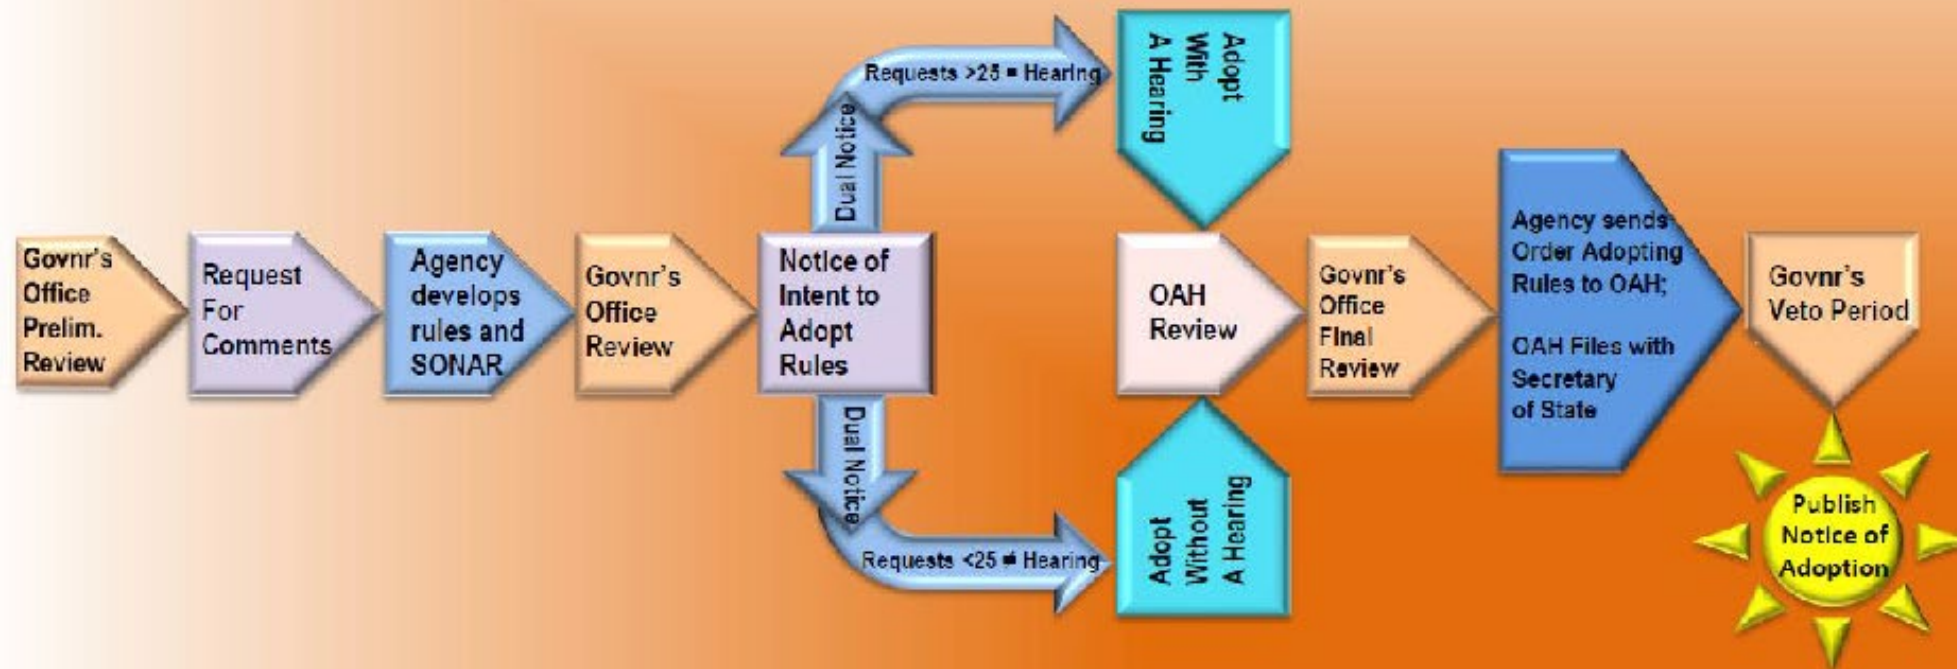 Govnr's
Office
Prelim.
Review
Request
For
Comments
Agency
develops
rules and
SONAR
Govnr's
Office
Review
Notice of
Intent to
Adopt
Rules
Dual Notice
Requests >25 = Hearing
Adopt
With
A Hearing
Dual Notice
Requests <25 ≠ Hearing
Adopt
Without
A Hearing
OAH
Review
Govnr's
Office
Final
Review
Agency sends
Order Adopting
Rules to OAH;
OAH Files with
Secretary
of State
Govnr's
Veto Period
Publish
Notice of
Adoption